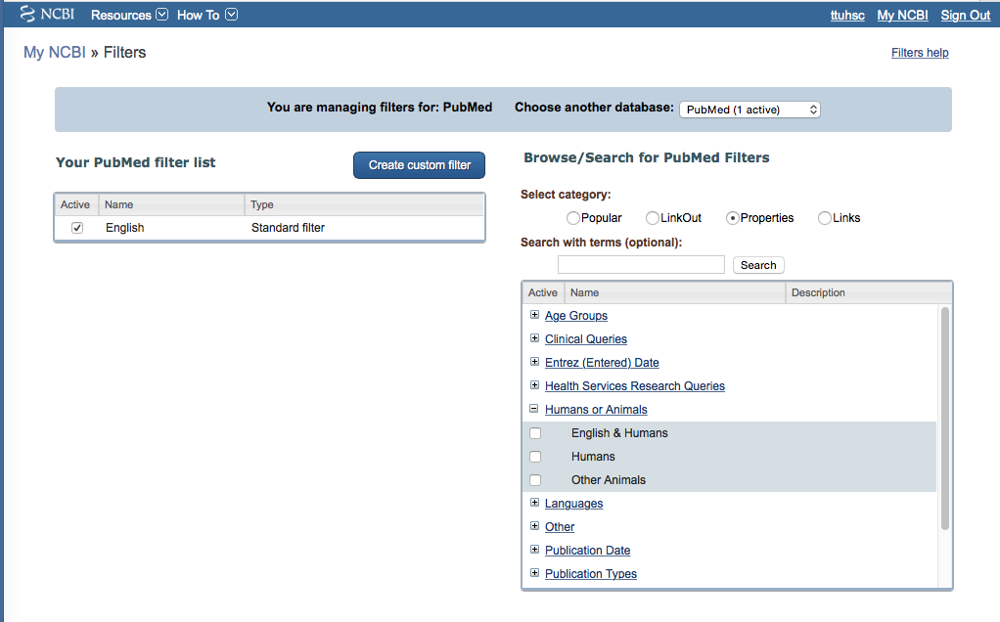 NCBI Resources How To ttuhsc My NCBI Sign Out
My NCBI » Filters Filters help
You are managing filters for: PubMed Choose another database: PubMed (1 active)
Your PubMed filter list
Create custom filter
Active Name Type
English Standard filter
Browse/Search for PubMed Filters
Select category:
Popular LinkOut Properties Links
Search with terms (optional):
Search
Active Name Description
Age Groups
Clinical Queries
Entrez (Entered) Date
Health Services Research Queries
Humans or Animals
English & Humans
Humans
Other Animals
Languages
Other
Publication Date
Publication Types